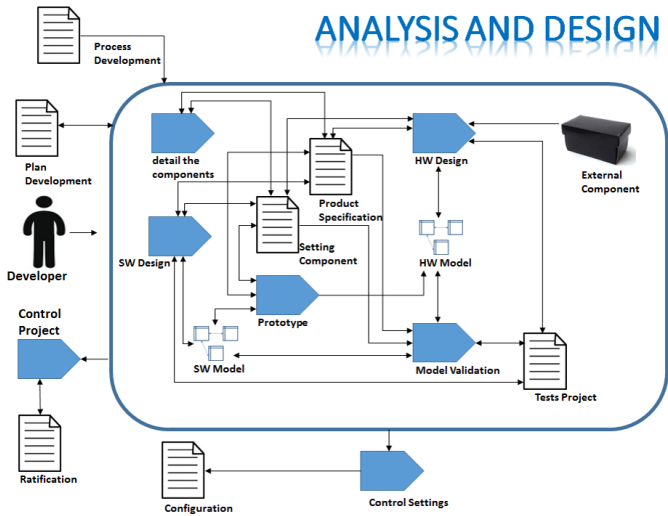 ANALYSIS AND DESIGN
Process
Development
Plan
Development
Developer
Control
Project
Ratification
detail the
components
Product
Specification
HW Design
External
Component
SW Design
Setting
Component
HW Model
Prototype
SW Model
Model Validation
Tests Project
Configuration
Control Settings